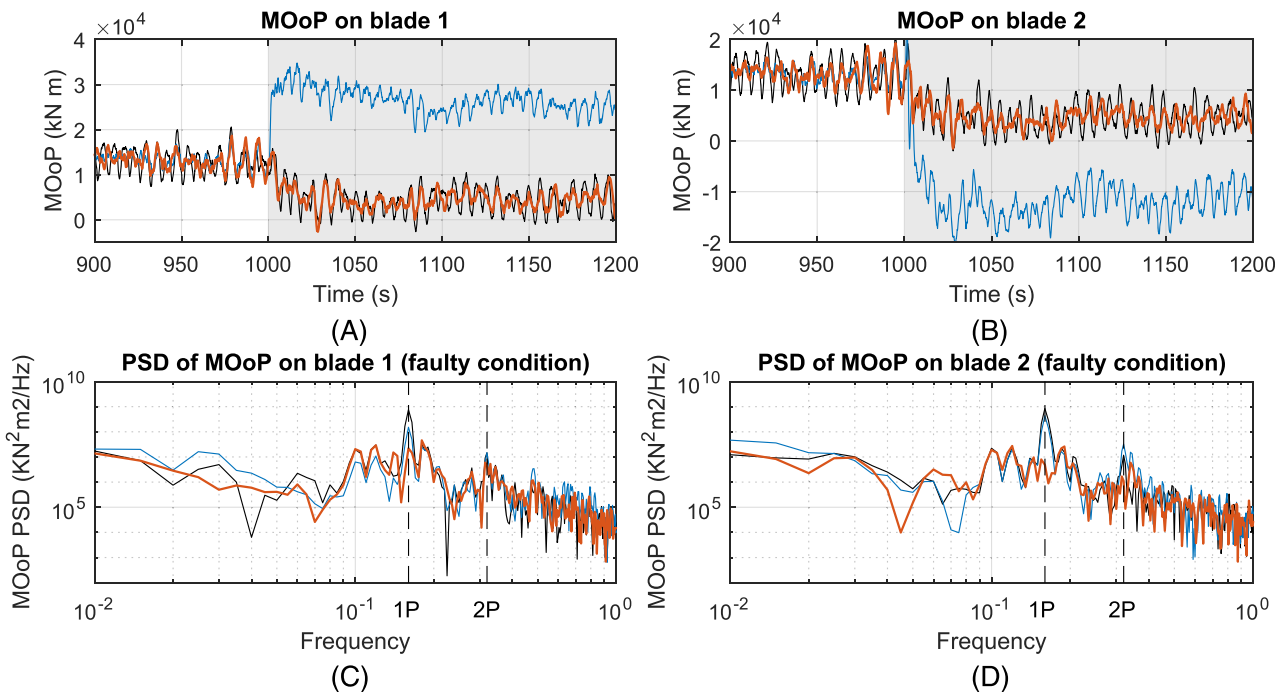 MOoP on blade 1
×10⁴
MOoP (kN m)
4
3
2
1
0
900 950 1000 1050 1100 1150 1200
Time (s)
(A)
MOoP on blade 2
×10⁴
MOoP (kN m)
2
1
0
-1
-2
900 950 1000 1050 1100 1150 1200
Time (s)
(B)
PSD of MOoP on blade 1 (faulty condition)
MOoP PSD (KN²m2/Hz)
10¹⁰
10⁵
10⁻² 10⁻¹ 1P 2P 10⁰
Frequency
(C)
PSD of MOoP on blade 2 (faulty condition)
MOoP PSD (KN²m2/Hz)
10¹⁰
10⁵
10⁻² 10⁻¹ 1P 2P 10⁰
Frequency
(D)